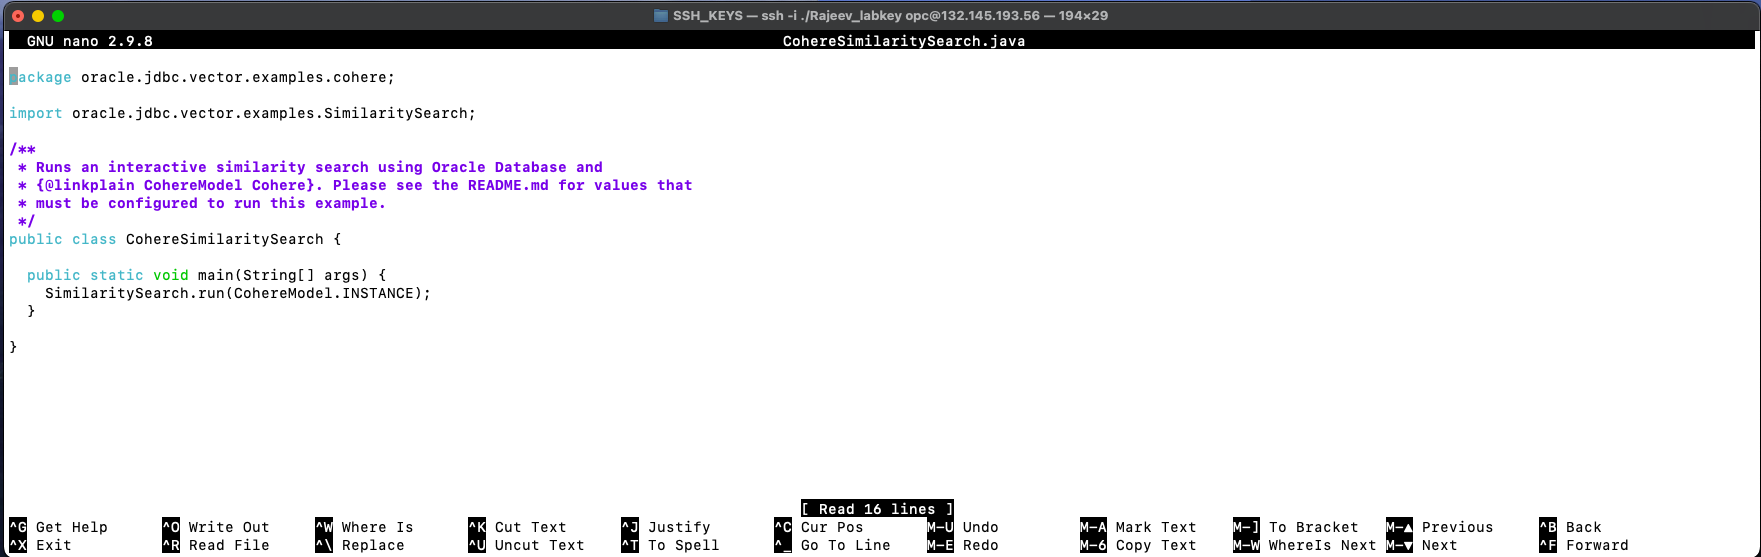 SSH_KEYS — ssh -i ./Rajeev_labkey opc@132.145.193.56 — 194×29
GNU nano 2.9.8 CohereSimilaritySearch.java
package oracle.jdbc.vector.examples.cohere;
import oracle.jdbc.vector.examples.SimilaritySearch;
/**
* Runs an interactive similarity search using Oracle Database and
* {@linkplain CohereModel Cohere}. Please see the README.md for values that
* must be configured to run this example.
*/
public class CohereSimilaritySearch {
public static void main(String[] args) {
SimilaritySearch.run(CohereModel.INSTANCE);
}
}
[ Read 16 lines ]
^G Get Help ^O Write Out ^W Where Is ^K Cut Text ^J Justify ^C Cur Pos M-U Undo M-A Mark Text M-] To Bracket M-▲ Previous ^B Back
^X Exit ^R Read File ^\ Replace ^U Uncut Text ^T To Spell ^_ Go To Line M-E Redo M-6 Copy Text M-W WhereIs Next M-▼ Next ^F Forward